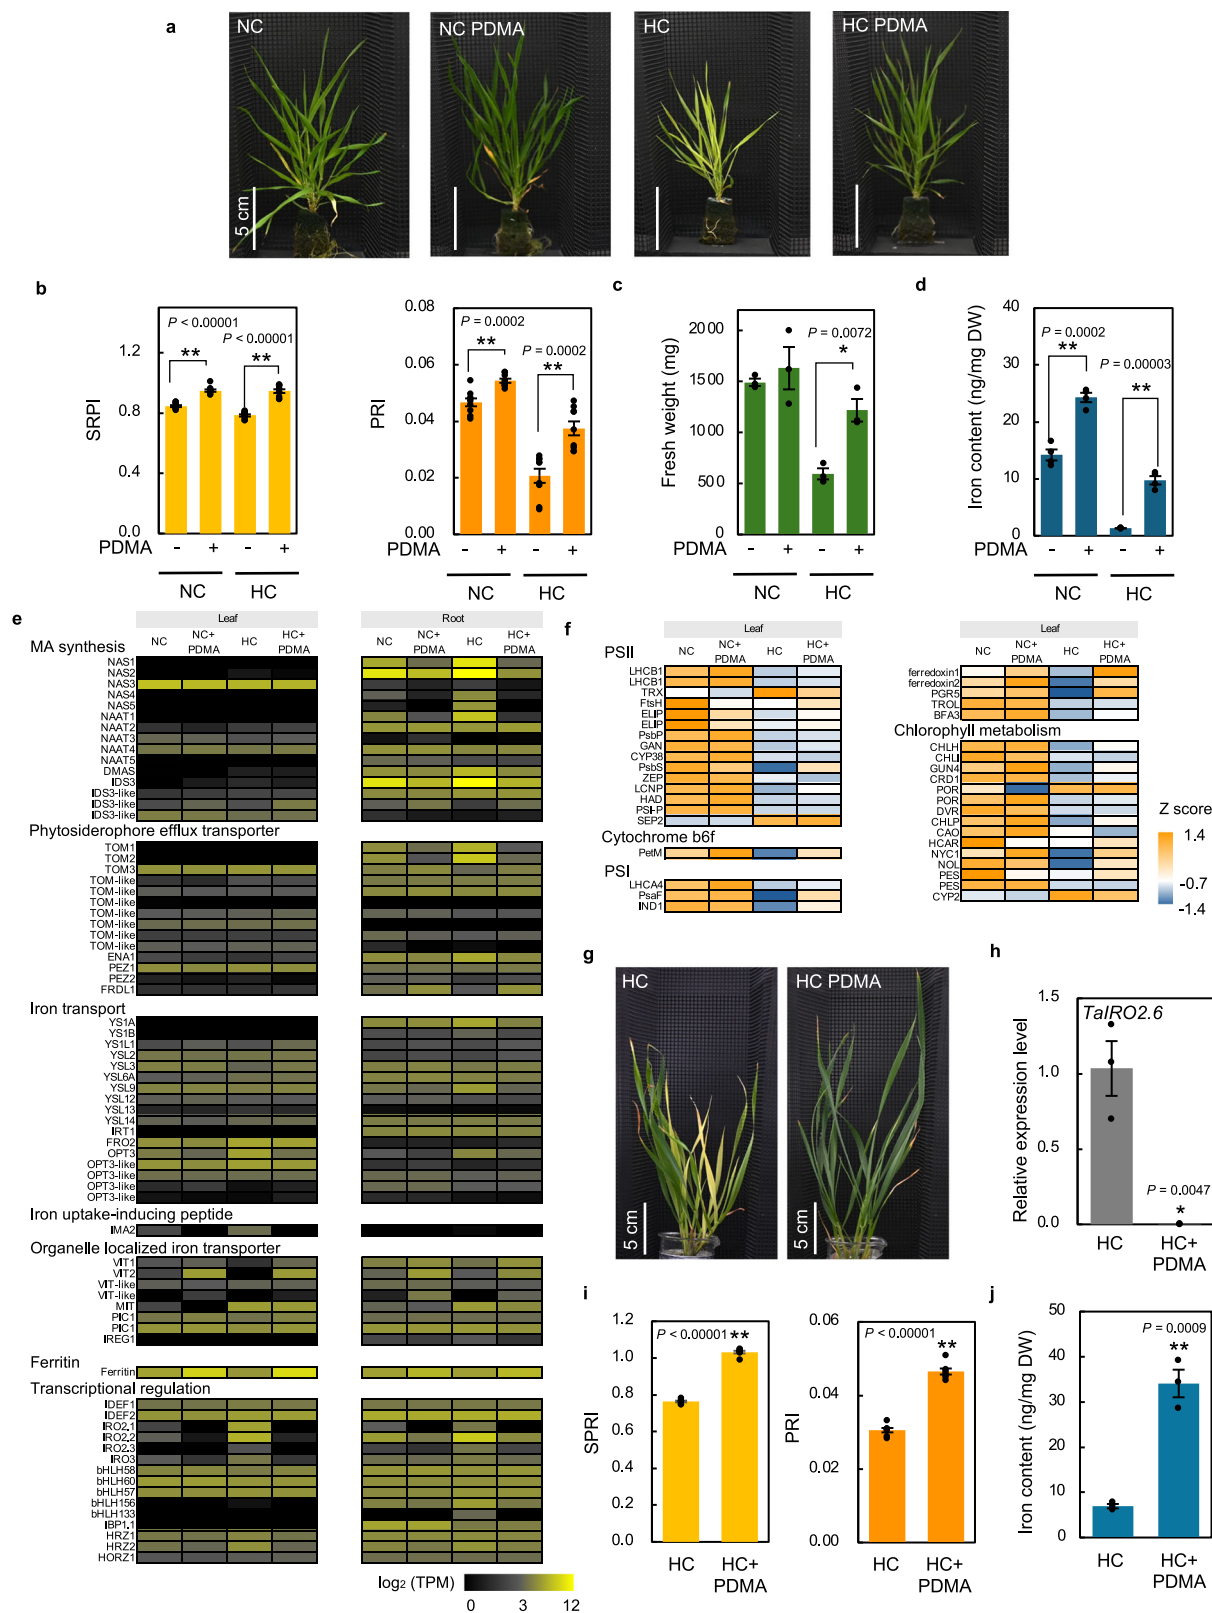 a
NC
NC PDMA
HC
HC PDMA
5 cm
b
SRPI
1.2
0.8
0.4
0.0
P < 0.00001
P < 0.00001
**
**
PDMA - + - +
NC HC
PRI
0.08
0.06
0.04
0.02
0.00
P = 0.0002
P = 0.0002
**
**
PDMA - + - +
NC HC
c
Fresh weight (mg)
2000
1500
1000
500
0
P = 0.0072
*
PDMA - + - +
NC HC
d
Iron content (ng/mg DW)
40
30
20
10
0
P = 0.0002
P = 0.00003
**
**
PDMA - + - +
NC HC
e
Leaf
Root
NC NC+ PDMA HC HC+ PDMA
NC NC+ PDMA HC HC+ PDMA
MA synthesis
NAS1
NAS2
NAS3
NAS4
NAS5
NAAT1
NAAT2
NAAT3
NAAT4
NAAT5
DMAS
IDS3
IDS3-like
IDS3-like
IDS3-like
Phytosiderophore efflux transporter
TOM1
TOM2
TOM3
TOM-like
TOM-like
TOM-like
TOM-like
TOM-like
TOM-like
TOM-like
ENA1
PEZ1
PEZ2
FRDL1
Iron transport
YS1A
YS1B
YS1L1
YSL2
YSL3
YSL6A
YSL9
YSL12
YSL13
YSL14
IRT1
FRO2
OPT3
OPT3-like
OPT3-like
OPT3-like
OPT3-like
Iron uptake-inducing peptide
IMA2
Organelle localized iron transporter
VIT1
VIT2
VIT-like
VIT-like
MIT
PIC1
PIC1
IREG1
Ferritin
Ferritin
Transcriptional regulation
IDEF1
IDEF2
IRO2.1
IRO2.2
IRO2.3
IRO3
bHLH58
bHLH60
bHLH57
bHLH156
bHLH133
IBP1.1
HRZ1
HRZ2
HORZ1
log2 (TPM)
0 3 12
f
Leaf
NC NC+ PDMA HC HC+ PDMA
PSII
LHCB1
LHCB1
TRX
FtsH
ELIP
ELIP
PsbP
GAN
CYP38
PsbS
ZEP
LCNP
HAD
PSI-P
SEP2
Cytochrome b6f
PetM
PSI
LHCA4
PsaF
IND1
Leaf
NC NC+ PDMA HC HC+ PDMA
ferredoxin1
ferredoxin2
PGR5
TROL
BFA3
Chlorophyll metabolism
CHLH
CHLI
GUN4
CRD1
POR
POR
DVR
CHLP
CAO
HCAR
NYC1
NOL
PES
PES
CYP2
Z score
1.4
-0.7
-1.4
g
HC
HC PDMA
5 cm
5 cm
h
Relative expression level
1.5
1.0
0.5
0.0
TaIRO2.6
P = 0.0047
*
HC HC+ PDMA
i
SPRI
1.0
0.8
0.6
0.4
0.2
0.0
P < 0.00001
**
HC HC+ PDMA
PRI
0.06
0.04
0.02
0.00
P < 0.00001
**
HC HC+ PDMA
j
Iron content (ng/mg DW)
50
40
30
20
10
0
P = 0.0009
**
HC HC+ PDMA